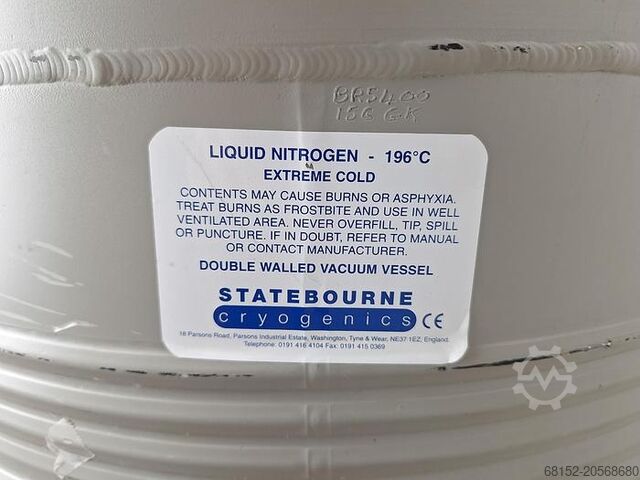 BR5400
156 G.K
LIQUID NITROGEN - 196°C
EXTREME COLD
CONTENTS MAY CAUSE BURNS OR ASPHYXIA.
TREAT BURNS AS FROSTBITE AND USE IN WELL
VENTILATED AREA. NEVER OVERFILL, TIP, SPILL
OR PUNCTURE. IF IN DOUBT, REFER TO MANUAL
OR CONTACT MANUFACTURER.
DOUBLE WALLED VACUUM VESSEL
STATEBOURNE
cryogenics CE
18 Parsons Road, Parsons Industrial Estate, Washington, Tyne & Wear, NE37 1EZ, England.
Telephone: 0191 416 4104 Fax: 0191 415 0369
68152-20568680